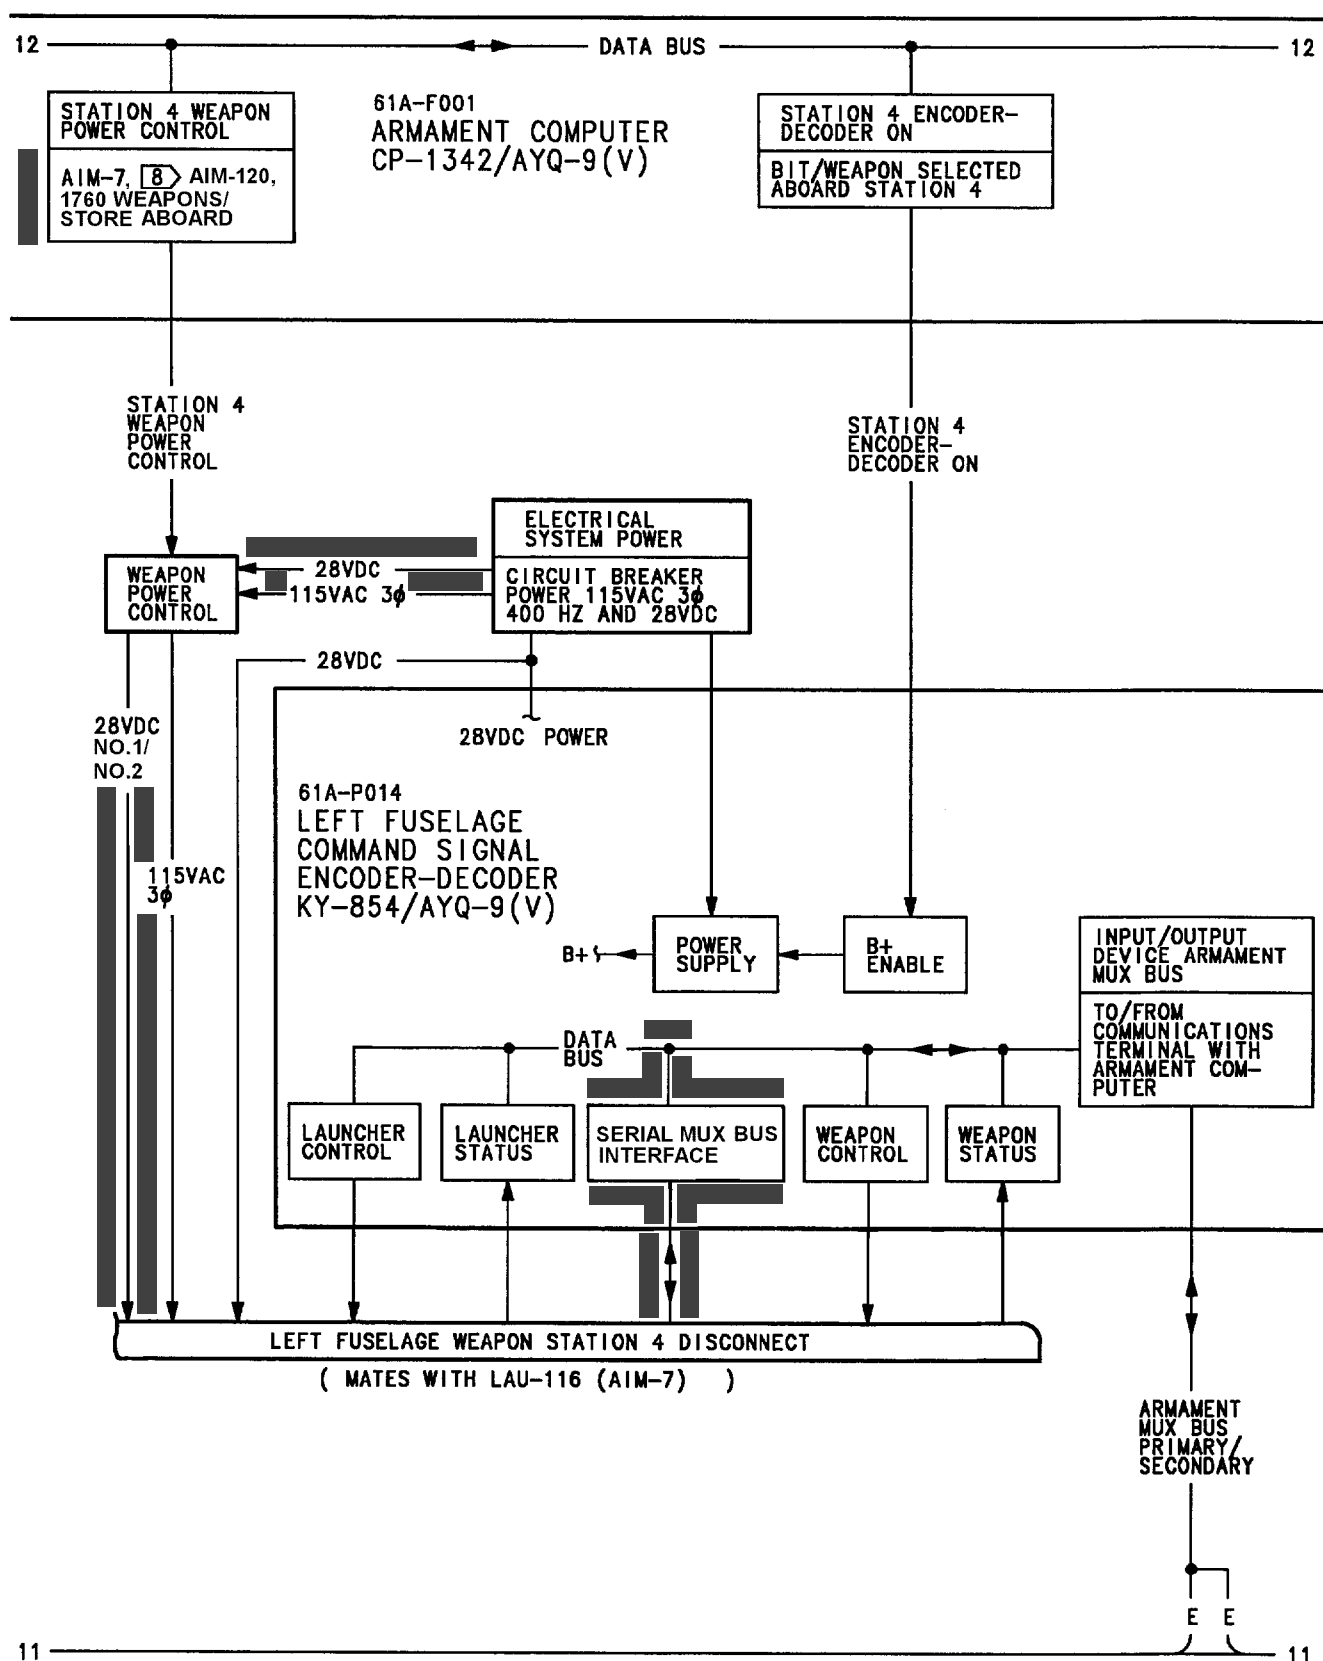 12
DATA BUS
12
STATION 4 WEAPON
POWER CONTROL
AIM-7, 8 AIM-120,
1760 WEAPONS/
STORE ABOARD
61A-F001
ARMAMENT COMPUTER
CP-1342/AYQ-9(V)
STATION 4 ENCODER-
DECODER ON
BIT/WEAPON SELECTED
ABOARD STATION 4
STATION 4
WEAPON
POWER
CONTROL
STATION 4
ENCODER-
DECODER ON
ELECTRICAL
SYSTEM POWER
CIRCUIT BREAKER
POWER 115VAC 3ϕ
400 HZ AND 28VDC
WEAPON
POWER
CONTROL
28VDC
115VAC 3ϕ
28VDC
28VDC POWER
28VDC
NO.1/
NO.2
115VAC
3ϕ
61A-P014
LEFT FUSELAGE
COMMAND SIGNAL
ENCODER-DECODER
KY-854/AYQ-9(V)
B+
POWER
SUPPLY
B+
ENABLE
INPUT/OUTPUT
DEVICE ARMAMENT
MUX BUS
TO/FROM
COMMUNICATIONS
TERMINAL WITH
ARMAMENT COM-
PUTER
DATA
BUS
LAUNCHER
CONTROL
LAUNCHER
STATUS
SERIAL MUX BUS
INTERFACE
WEAPON
CONTROL
WEAPON
STATUS
LEFT FUSELAGE WEAPON STATION 4 DISCONNECT
( MATES WITH LAU-116 (AIM-7) )
ARMAMENT
MUX BUS
PRIMARY/
SECONDARY
E E
11
11